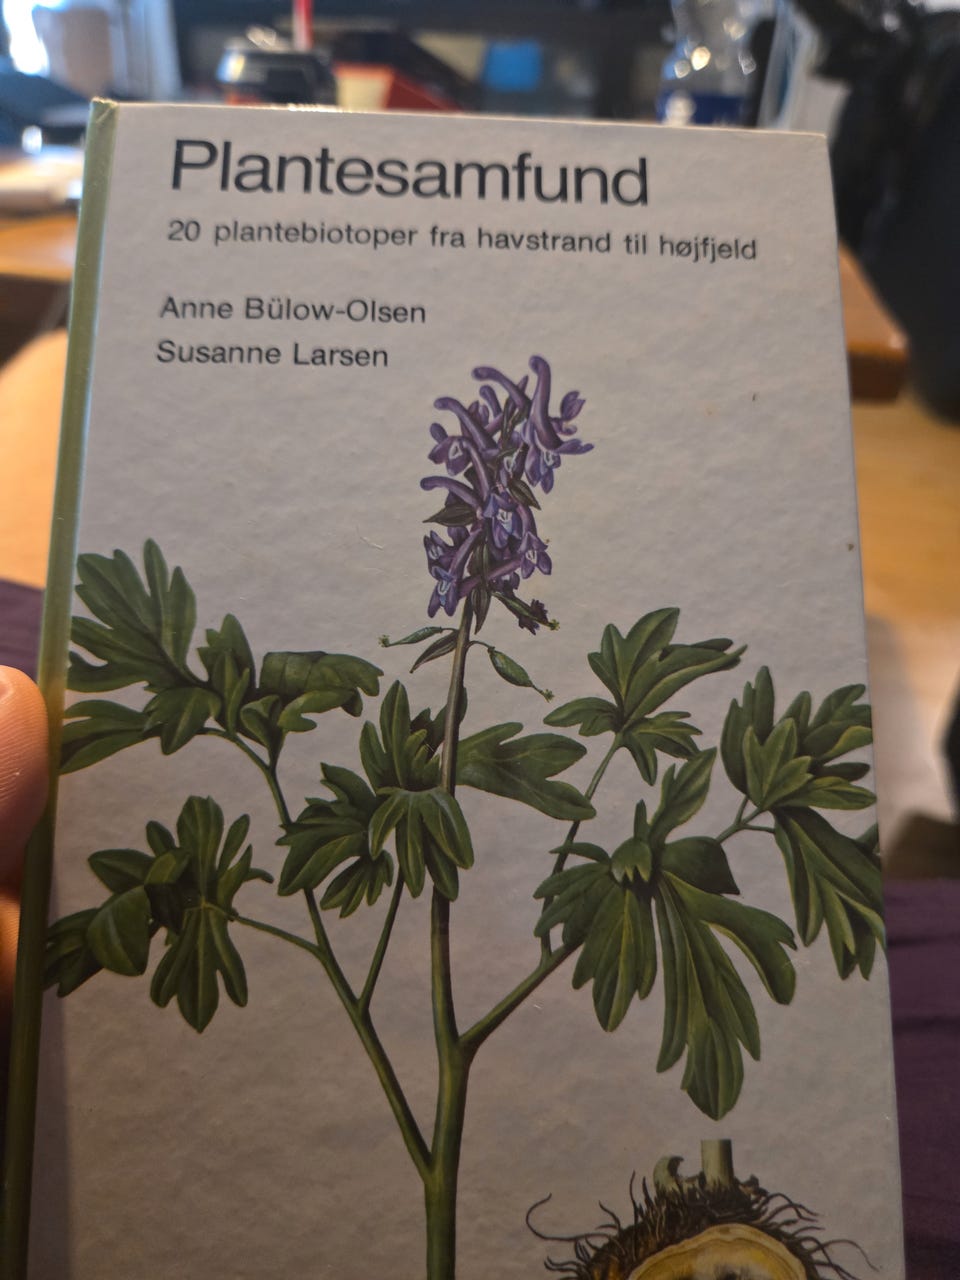 Plantesamfund
20 plantebiotoper fra havstrand til højfjeld
Anne Bülow-Olsen
Susanne Larsen